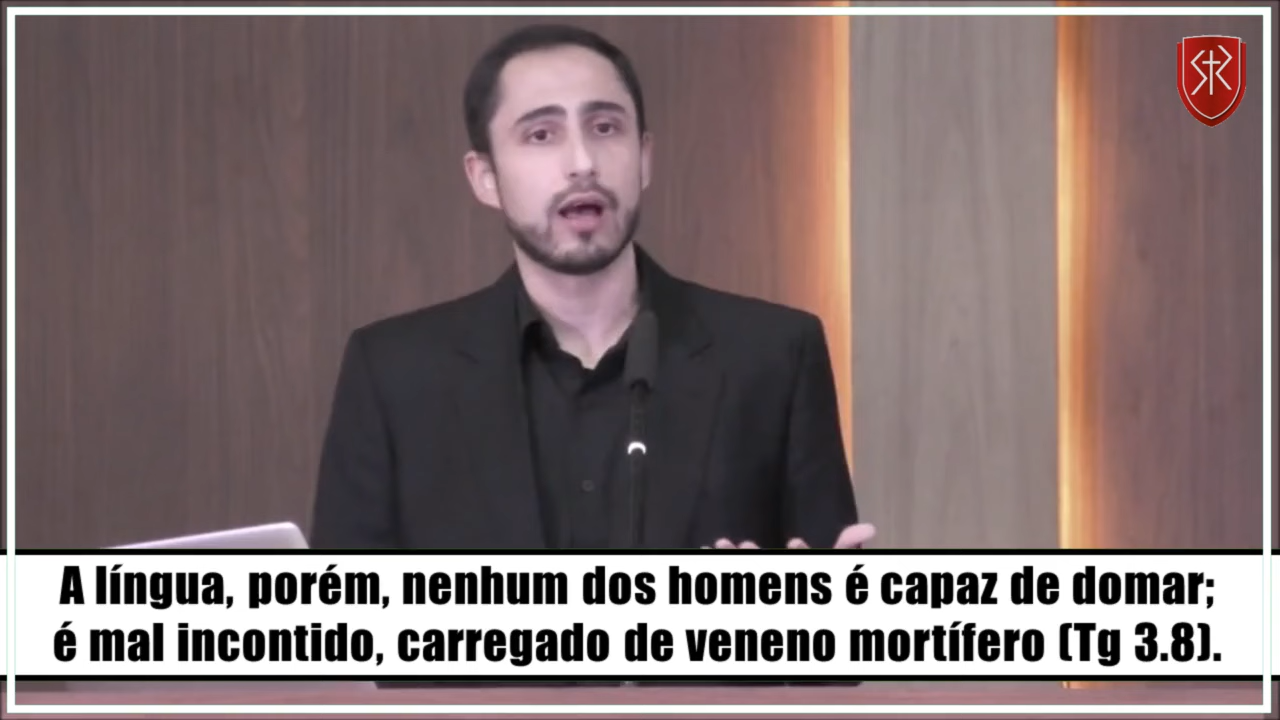 A língua, porém, nenhum dos homens é capaz de domar;
é mal incontido, carregado de veneno mortífero (Tg 3.8).